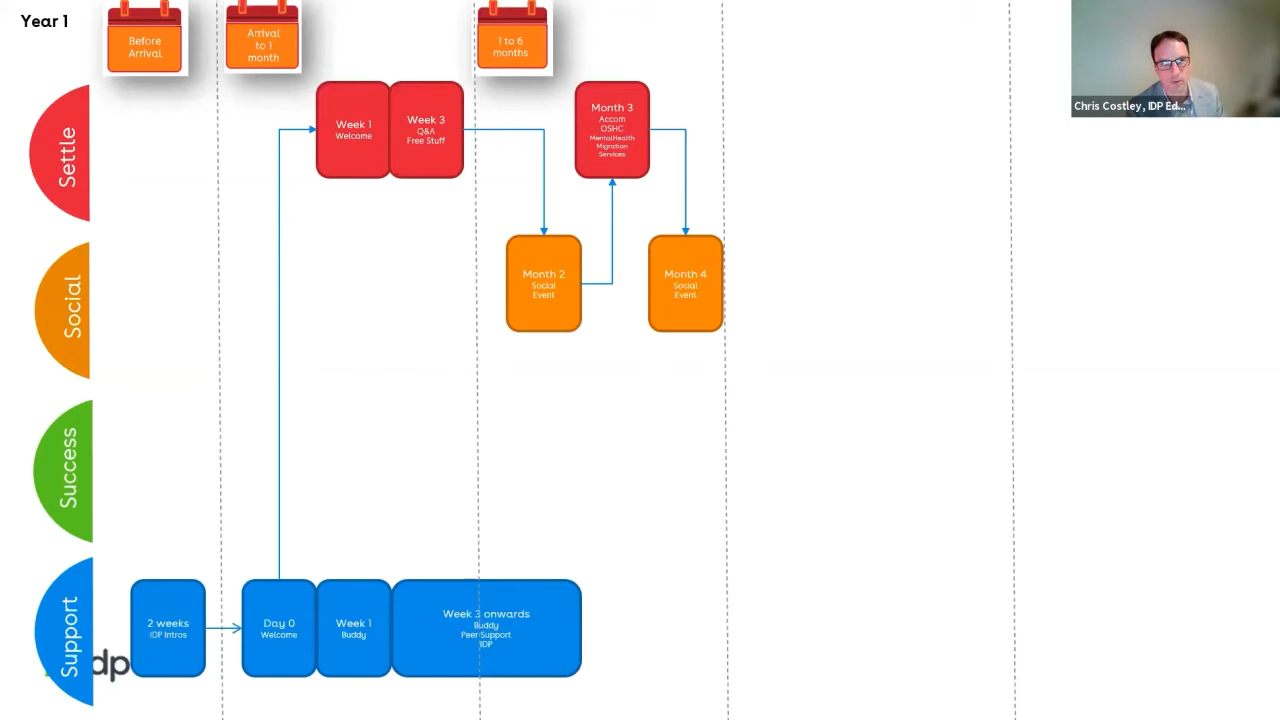 Year 1
Before
Arrival
Arrival
to 1
month
1 to 6
months
Chris Costley, IDP Ed...
Settle
Week 1
Welcome
Week 3
Q&A
Free Stuff
Month 3
Accom
OSHC
MentalHealth
Migration
Services
Social
Month 2
Social
Event
Month 4
Social
Event
Success
Support
dp
2 weeks
IDP Intros
Day 0
Welcome
Week 1
Buddy
Week 3 onwards
Buddy
Peer Support
IDP